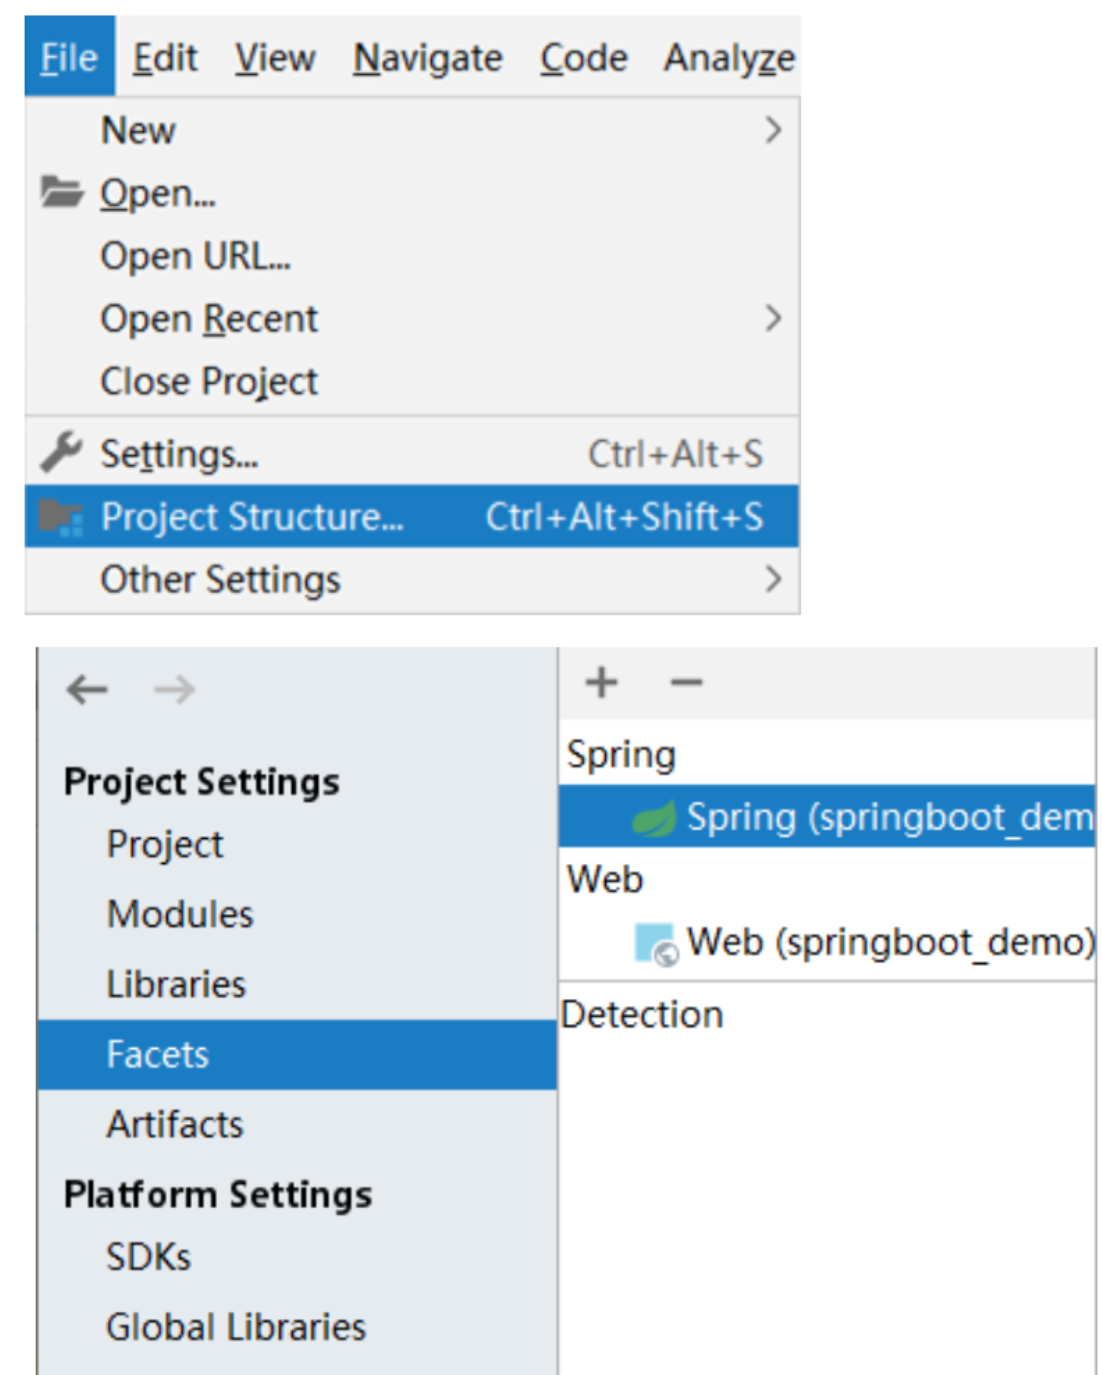 File Edit View Navigate Code Analyze
New
Open...
Open URL...
Open Recent
Close Project
Settings... Ctrl+Alt+S
Project Structure... Ctrl+Alt+Shift+S
Other Settings
Project Settings
Project
Modules
Libraries
Facets
Artifacts
Platform Settings
SDKs
Global Libraries
Spring
Spring (springboot_dem
Web
Web (springboot_demo)
Detection